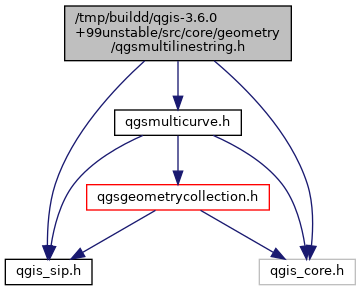 /tmp/buildd/qgis-3.6.0
+99unstable/src/core/geometry
/qgsmultilinestring.h
qgsmulticurve.h
qgsgeometrycollection.h
qgis_sip.h
qgis_core.h